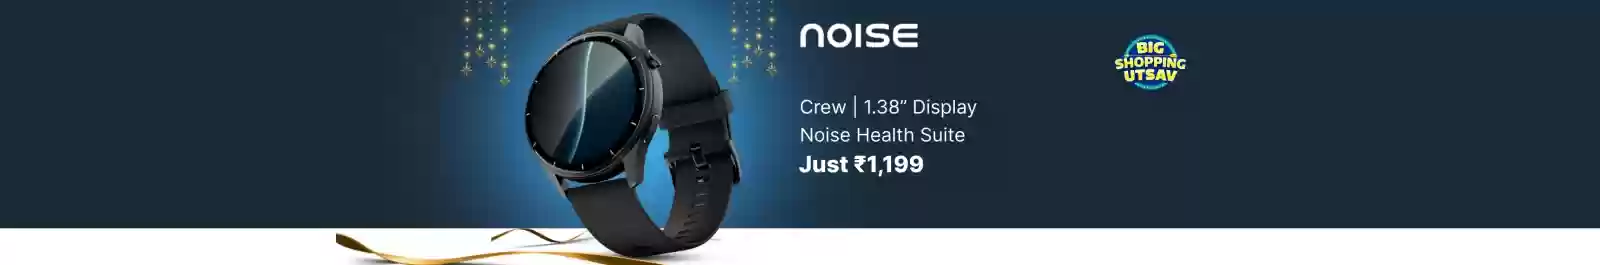 NOISE
Crew | 1.38” Display
Noise Health Suite
Just ₹1,199
BIG
SHOPPING
UTSAV